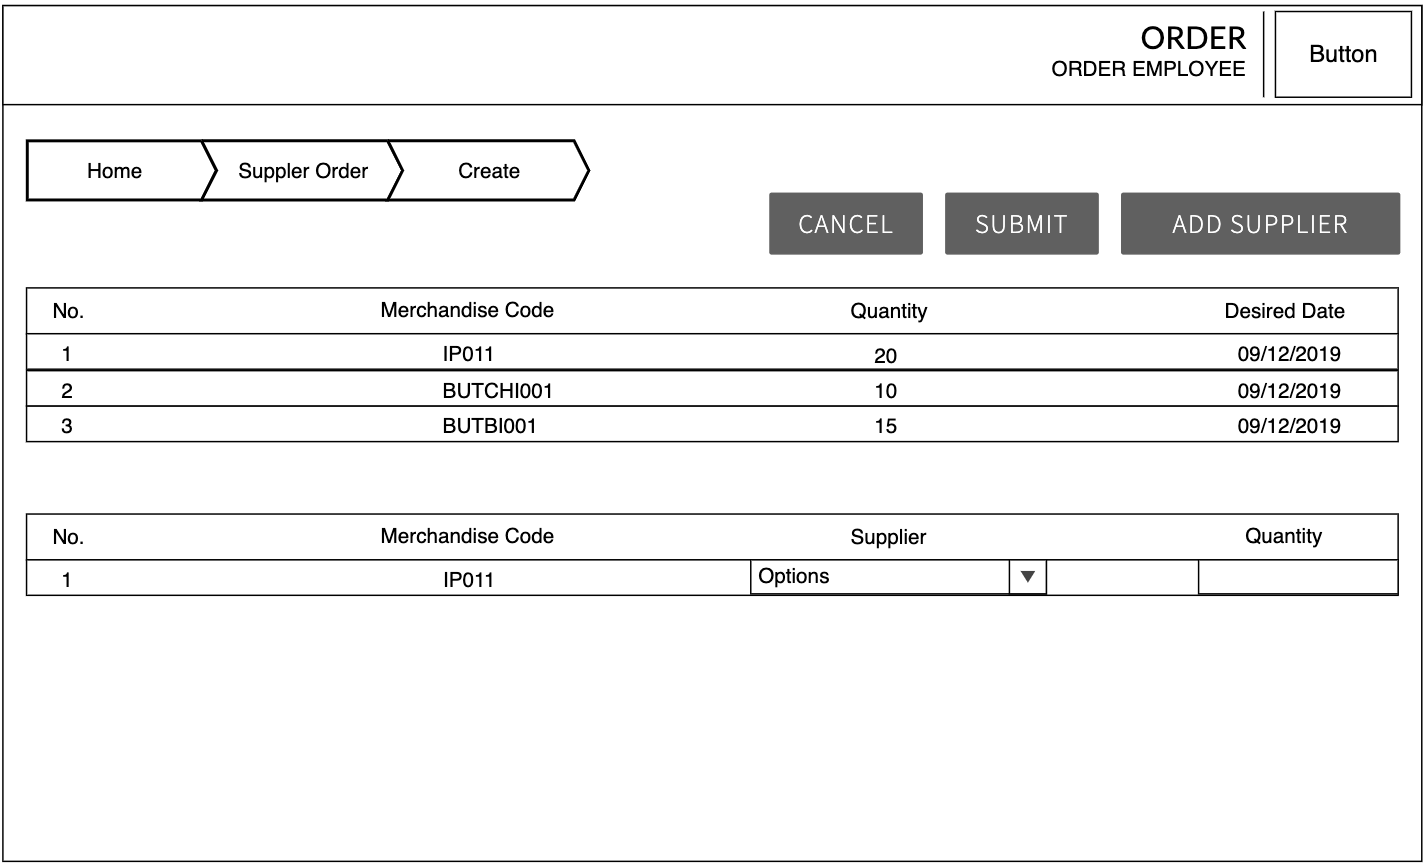 ORDER
ORDER EMPLOYEE
Button
Home Suppler Order Create
CANCEL SUBMIT ADD SUPPLIER
No. Merchandise Code Quantity Desired Date
1 IP011 20 09/12/2019
2 BUTCHI001 10 09/12/2019
3 BUTBI001 15 09/12/2019
No. Merchandise Code Supplier Quantity
1 IP011 Options